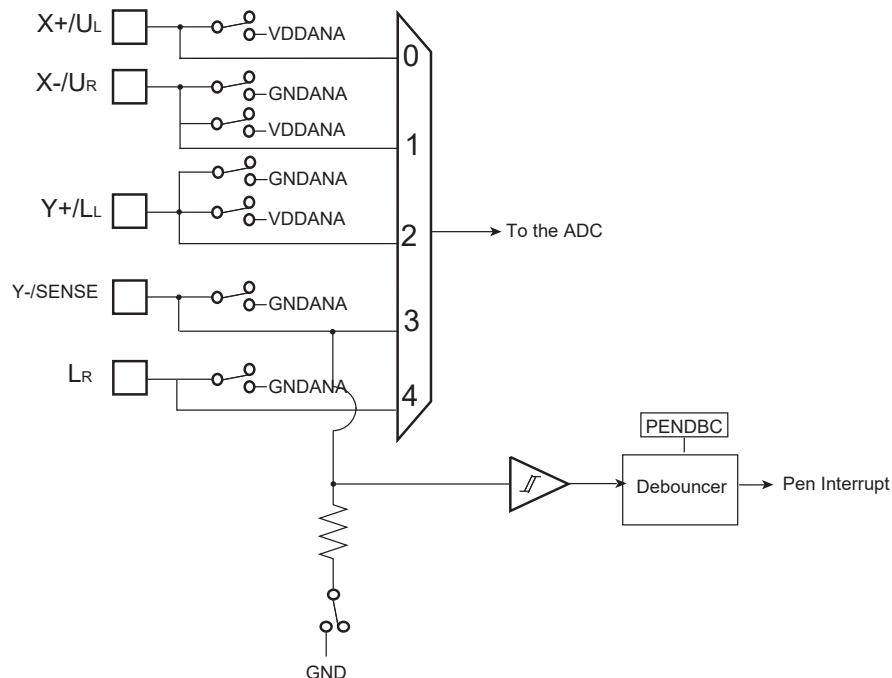 X+/UL
VDDANA
0
X-/UR
GNDANA
VDDANA
1
GNDANA
Y+/LL
VDDANA
2
To the ADC
Y-/SENSE
GNDANA
3
LR
GNDANA
4
PENDBC
Debouncer
Pen Interrupt
GND